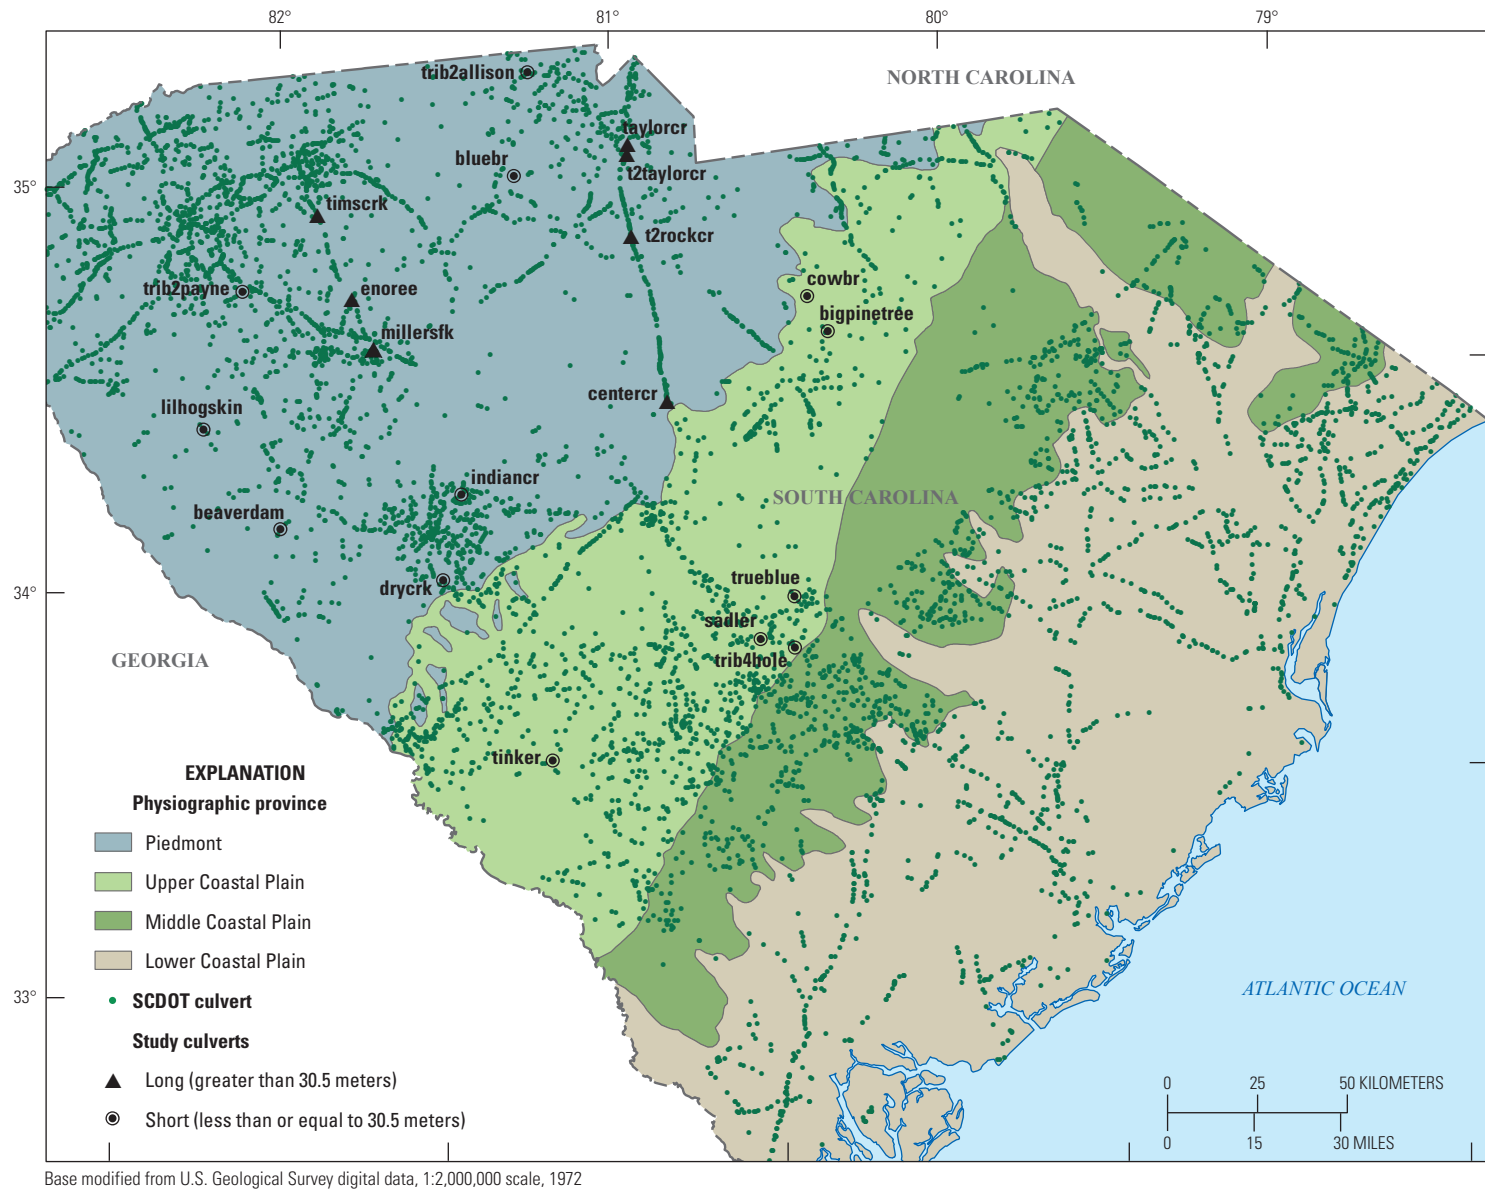 82°
81°
80°
79°
NORTH CAROLINA
trib2allison
taylorcr
bluebr
t2taylorcr
35°
timscrk
t2rockcr
cowbr
trib2payne
enoree
bigpinetree
millersfk
centercr
lilhogskin
indiancr
SOUTH CAROLINA
beaverdam
trueblue
drycrk
34°
sadler
GEORGIA
trib4hole
tinker
EXPLANATION
Physiographic province
Piedmont
Upper Coastal Plain
Middle Coastal Plain
Lower Coastal Plain
33°
SCDOT culvert
ATLANTIC OCEAN
Study culverts
Long (greater than 30.5 meters)
Short (less than or equal to 30.5 meters)
0 25 50 KILOMETERS
0 15 30 MILES
Base modified from U.S. Geological Survey digital data, 1:2,000,000 scale, 1972